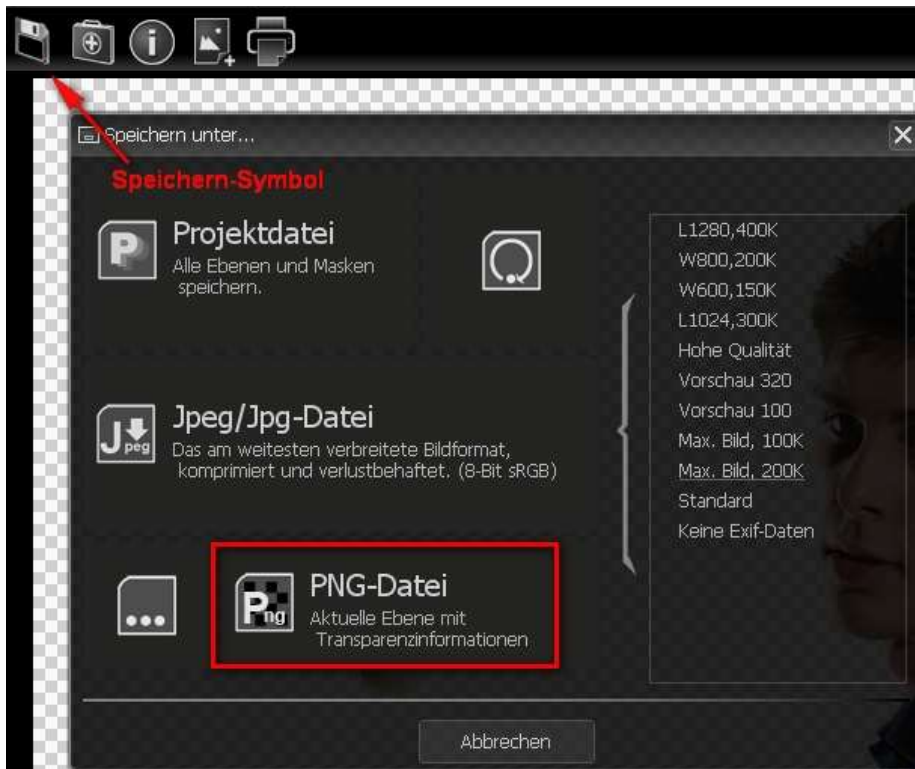 Speichern unter...
Speichern-Symbol
P
Projektdatei
Alle Ebenen und Masken
speichern.
J peg
Jpeg/Jpg-Datei
Das am weitesten verbreitete Bildformat,
komprimiert und verlustbehaftet. (8-Bit sRGB)
Png
PNG-Datei
Aktuelle Ebene mit
Transparenzinformationen
L1280,400K
W800,200K
W600,150K
L1024,300K
Hohe Qualität
Vorschau 320
Vorschau 100
Max. Bild, 100K
Max. Bild, 200K
Standard
Keine Exif-Daten
Abbrechen